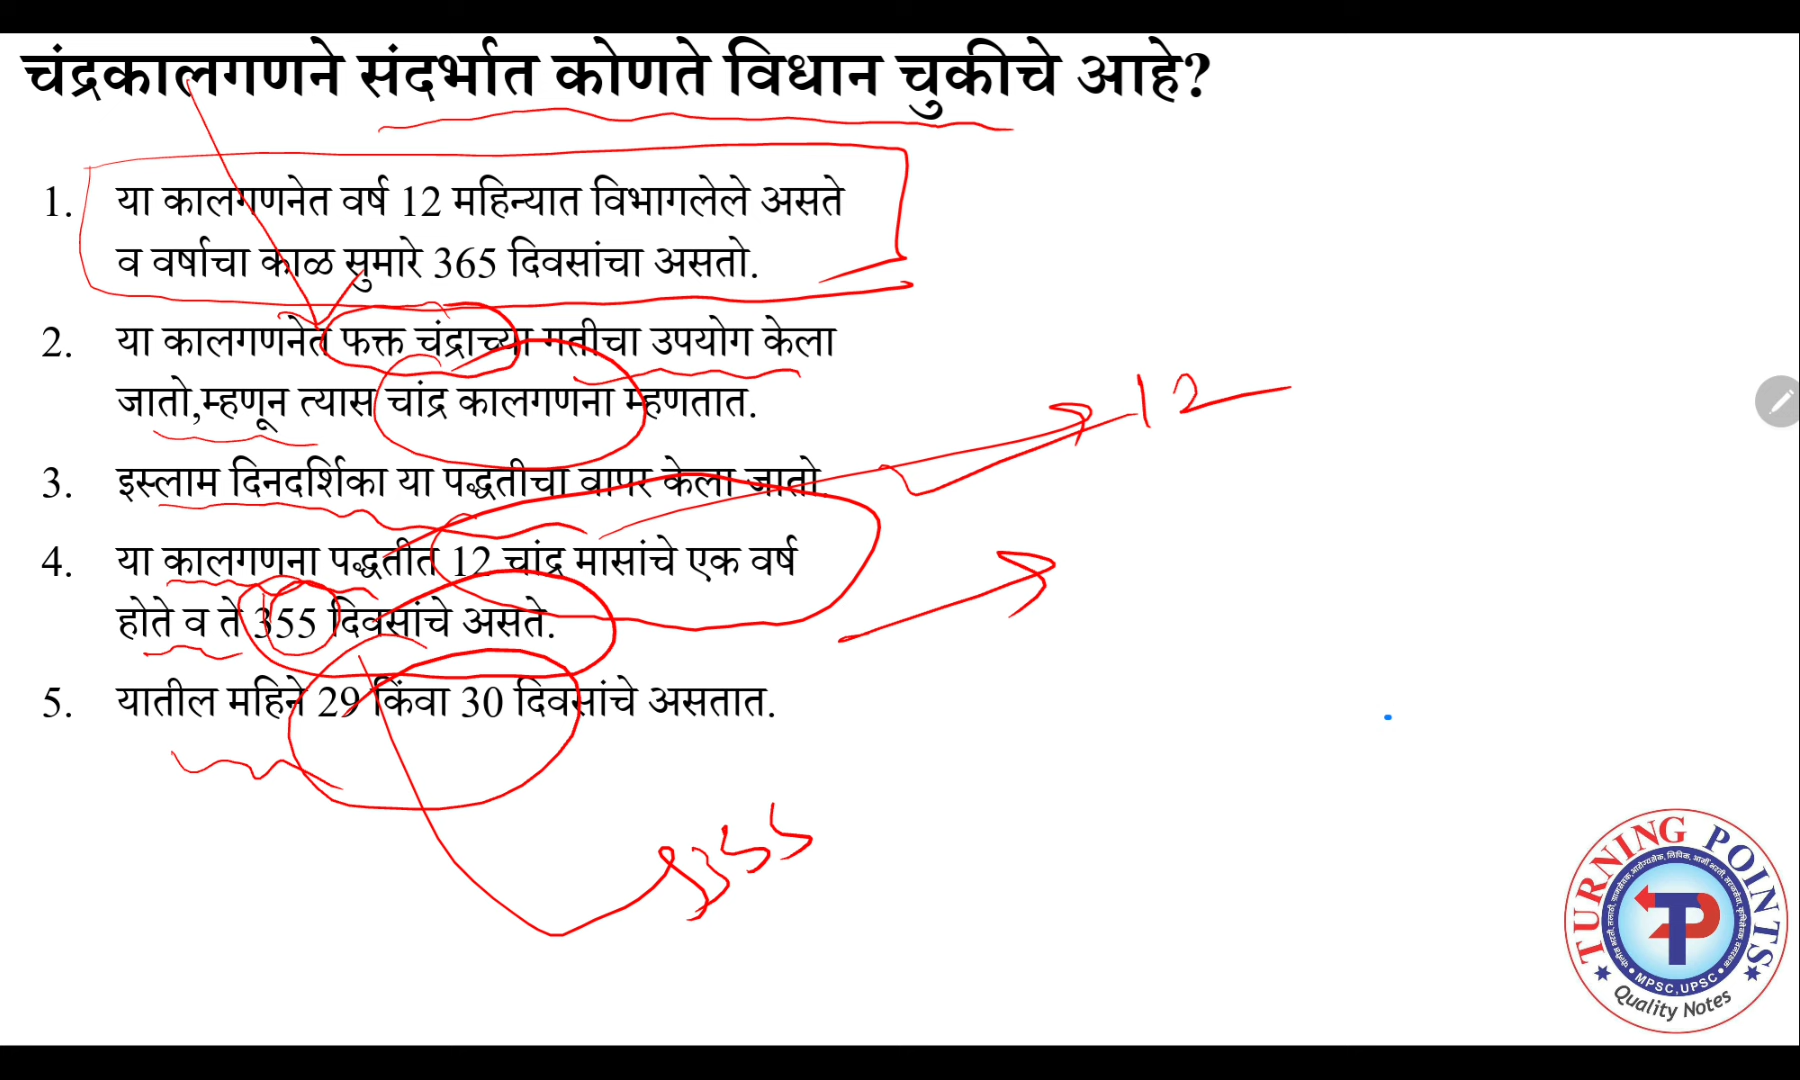 चंद्रकालगणने संदर्भात कोणते विधान चुकीचे आहे?
1. या कालगणनेत वर्ष 12 महिन्यात विभागलेले असते
व वर्षाचा काळ सुमारे 365 दिवसांचा असतो.
2. या कालगणनेत फक्त चंद्राच्या गतीचा उपयोग केला
जातो,म्हणून त्यास चांद्र कालगणना म्हणतात.
12
3. इस्लाम दिनदर्शिका या पद्धतीचा वापर केला जातो.
4. या कालगणना पद्धतीत 12 चांद्र मासांचे एक वर्ष
होते व ते 355 दिवसांचे असते.
5. यातील महिने 29 किंवा 30 दिवसांचे असतात.
355
TURNING POINTS
TP
MPSC, UPSC
Quality Notes